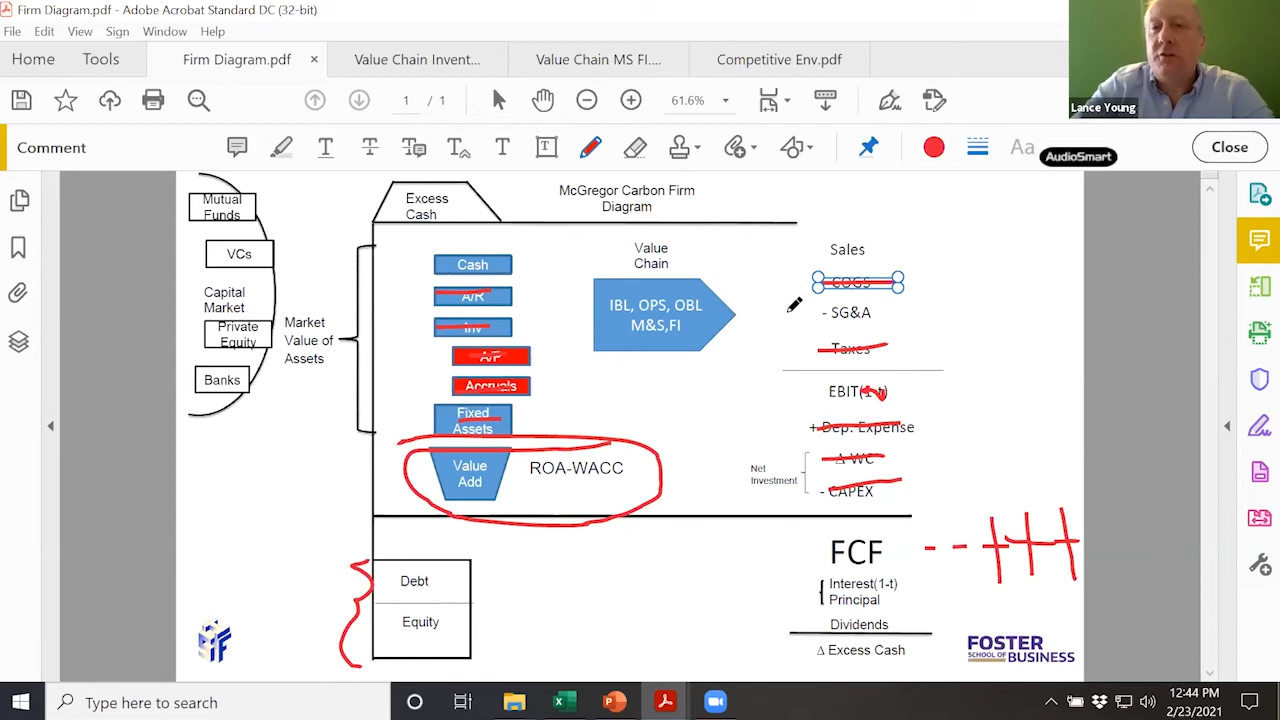 Firm Diagram.pdf - Adobe Acrobat Standard DC (32-bit)
File Edit View Sign Window Help
Home Tools Firm Diagram.pdf × Value Chain Invent... Value Chain MS FI.... Competitive Env.pdf
1 / 1 61.6%
Lance Young
Comment
Aa
AudioSmart
Close
McGregor Carbon Firm
Diagram
Excess
Cash
Mutual
Funds
VCs
Capital
Market
Private
Equity
Banks
Market
Value of
Assets
Cash
A/R
Inv
A/P
Accruals
Fixed
Assets
Value
Add
ROA-WACC
Value
Chain
IBL, OPS, OBL
M&S,FI
Sales
COGS
- SG&A
Taxes
EBIT(1-t)
+ Dep. Expense
Net
Investment
Δ WC
- CAPEX
FCF
Interest(1-t)
Principal
Dividends
Δ Excess Cash
Debt
Equity
FOSTER
SCHOOL OF BUSINESS
Type here to search
12:44 PM
2/23/2021